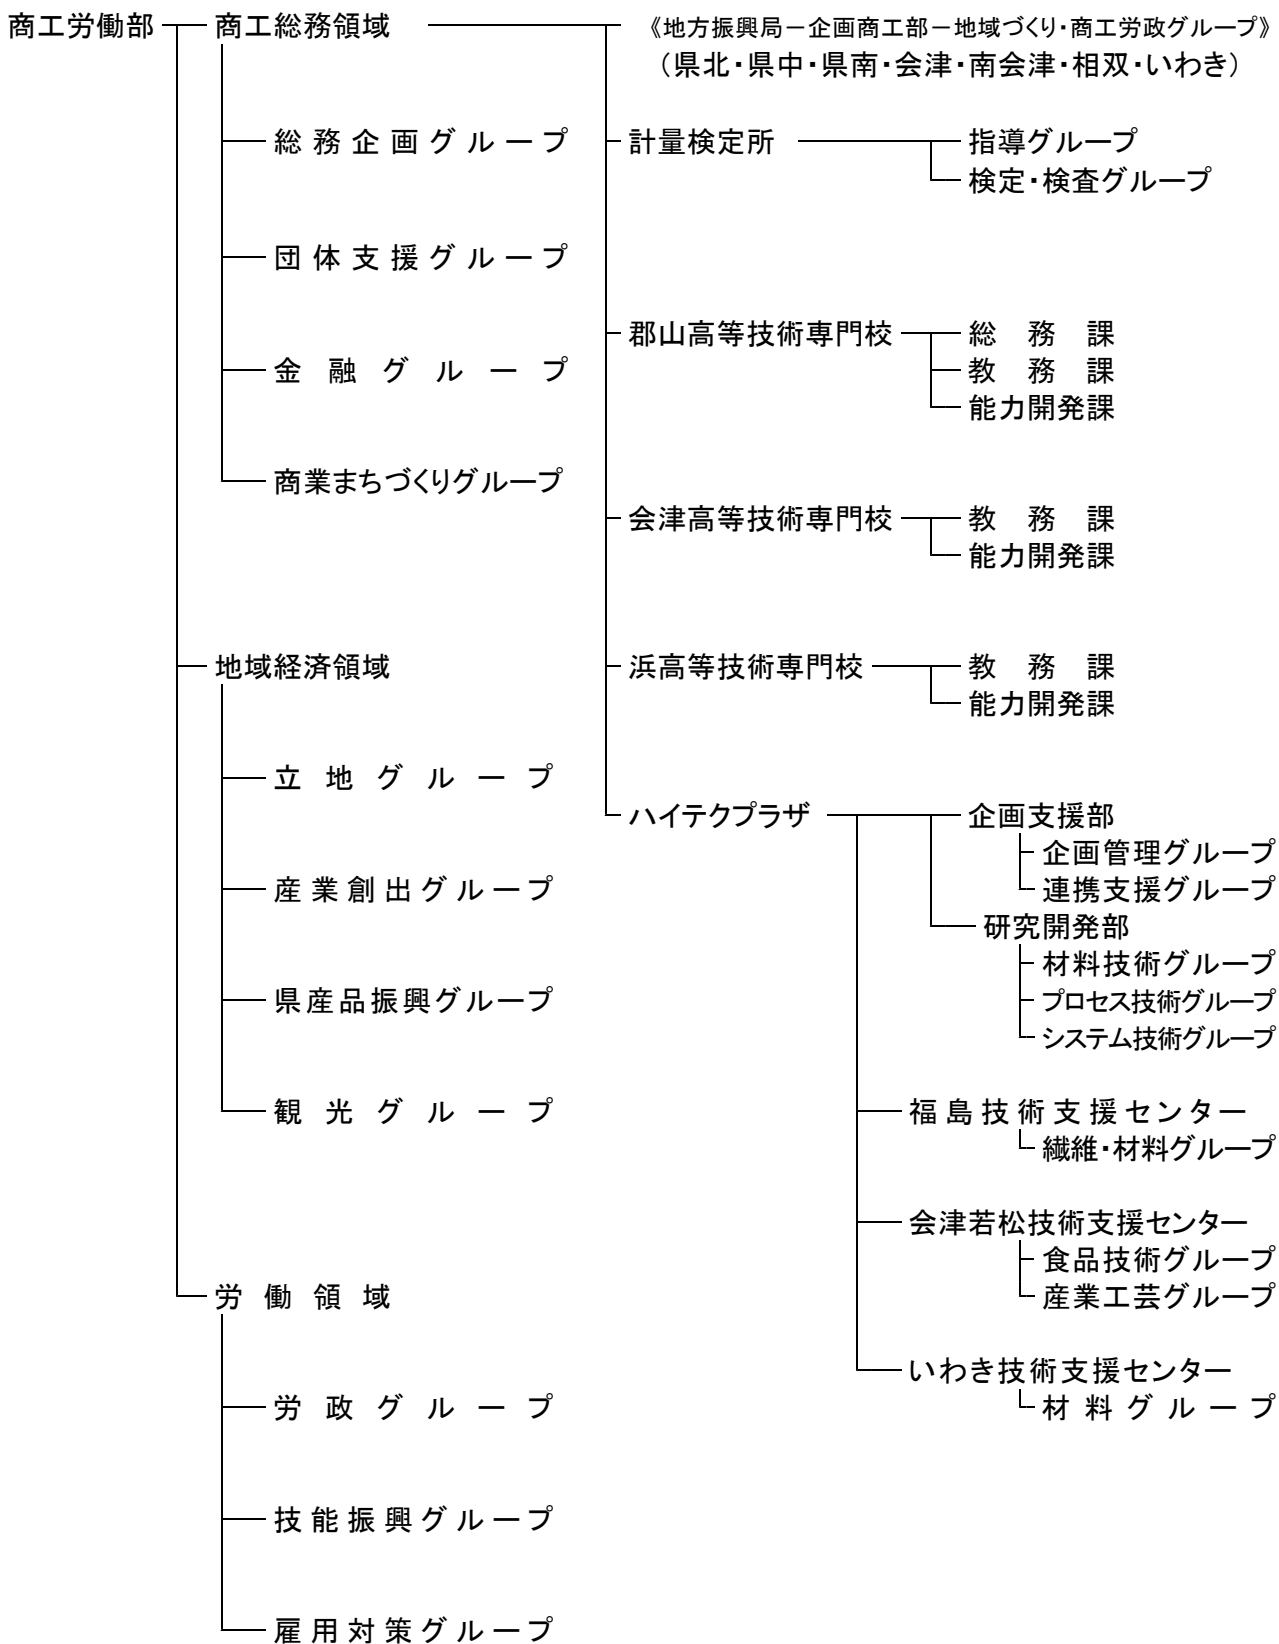 商工労働部
商工総務領域
総務企画グループ
団体支援グループ
金融グループ
商業まちづくりグループ
地域経済領域
立地グループ
産業創出グループ
県産品振興グループ
観光グループ
労働領域
労政グループ
技能振興グループ
雇用対策グループ
《地方振興局－企画商工部－地域づくり・商工労政グループ》
（県北・県中・県南・会津・南会津・相双・いわき）
計量検定所
指導グループ
検定・検査グループ
郡山高等技術専門校
総務課
教務課
能力開発課
会津高等技術専門校
教務課
能力開発課
浜高等技術専門校
教務課
能力開発課
ハイテクプラザ
企画支援部
企画管理グループ
連携支援グループ
研究開発部
材料技術グループ
プロセス技術グループ
システム技術グループ
福島技術支援センター
繊維・材料グループ
会津若松技術支援センター
食品技術グループ
産業工芸グループ
いわき技術支援センター
材料グループ